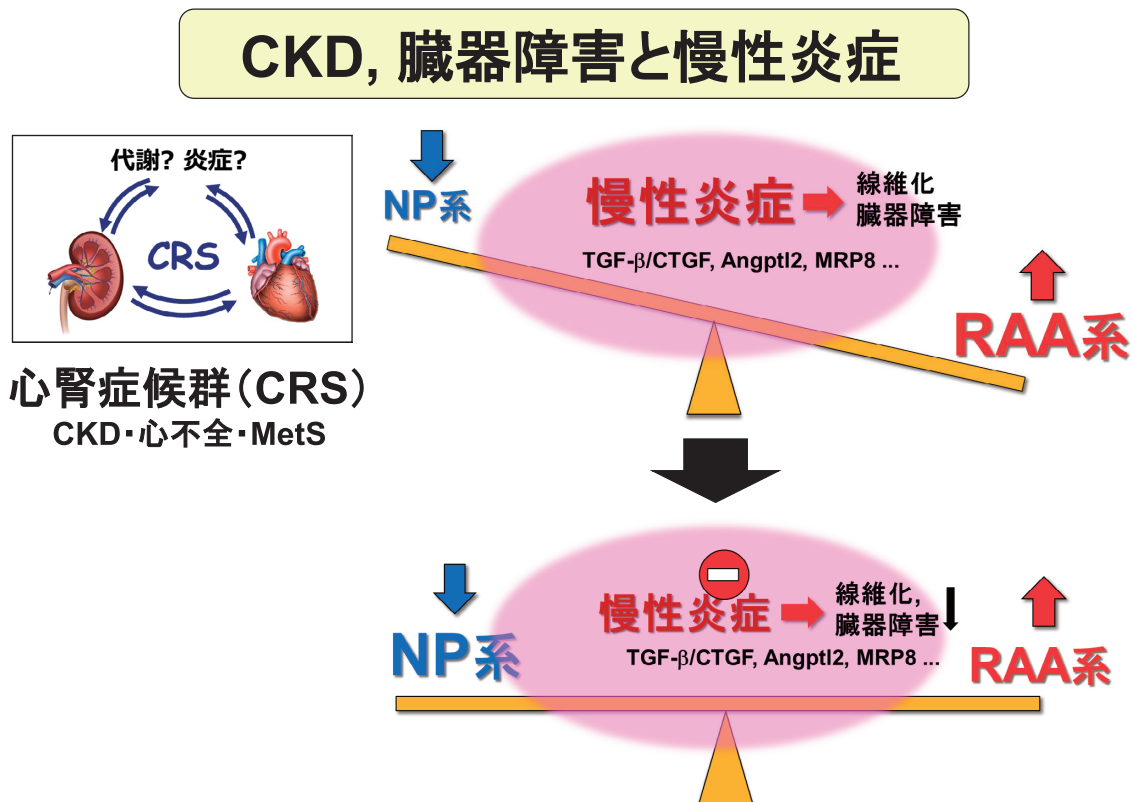 CKD, 臓器障害と慢性炎症
代謝? 炎症?
CRS
心腎症候群(CRS)
CKD・心不全・MetS
NP系
慢性炎症
線維化
臓器障害
TGF-β/CTGF, Angptl2, MRP8 ...
RAA系
NP系
慢性炎症
線維化,
臓器障害
TGF-β/CTGF, Angptl2, MRP8 ...
RAA系